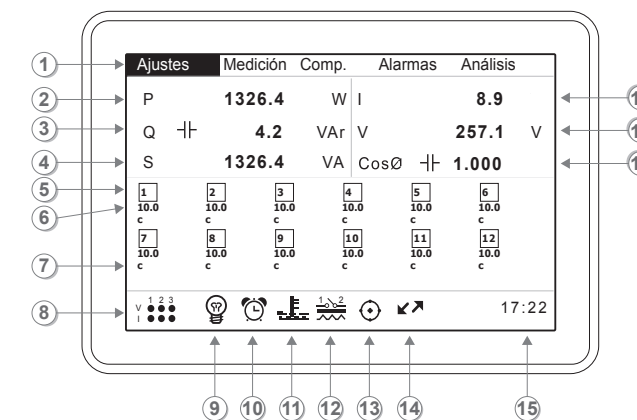 1 Ajustes Medición Comp. Alarmas Análisis
2 P 1326.4 W I 8.9
3 Q 4.2 VAr V 257.1 V
4 S 1326.4 VA CosØ 1.000
5 1 2 3 4 5 6
6 10.0 10.0 10.0 10.0 10.0 10.0
c c c c c c
7 8 9 10 11 12
10.0 10.0 10.0 10.0 10.0 10.0
7 c c c c c c
1 2 3
8 V 1 2 17:22
I
9 10 11 12 13 14 15